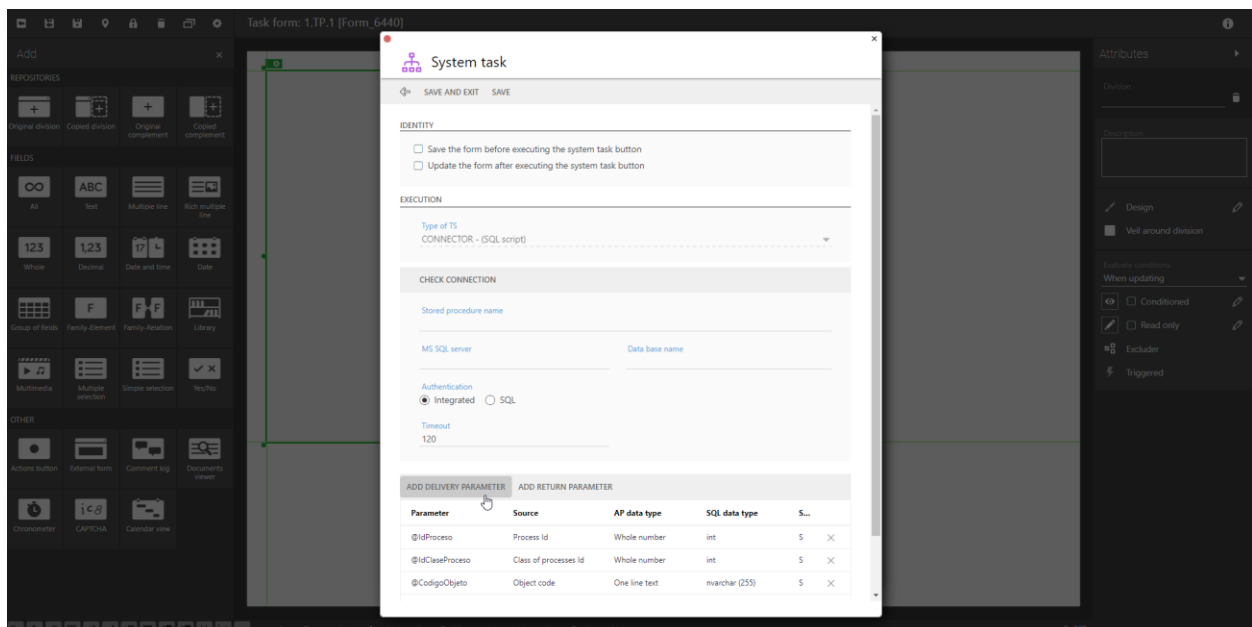 Task form: 1.TP.1 [Form_6440]
Add
REPOSITORIES
Original division
Copied division
Original complement
Copied complement
FIELDS
All
ABC
Text
Multiple line
Rich multiple line
123
Whole
1,23
Decimal
17
Date and time
Date
Group of fields
F
Family-Element
F F
Family-Relation
Library
Multimedia
Multiple selection
Simple selection
Yes/No
OTHER
Actions button
External form
Comment log
Documents viewer
Chronometer
CAPTCHA
Calendar view
System task
SAVE AND EXIT SAVE
IDENTITY
Save the form before executing the system task button
Update the form after executing the system task button
EXECUTION
Type of TS
CONNECTOR - (SQL script)
CHECK CONNECTION
Stored procedure name
MS SQL server Data base name
Authentication
Integrated SQL
Timeout
120
ADD DELIVERY PARAMETER ADD RETURN PARAMETER
Parameter Source AP data type SQL data type S...
@IdProceso Process Id Whole number int S
@IdClaseProceso Class of processes Id Whole number int S
@CodigoObjeto Object code One line text nvarchar (255) S
Attributes
Division
Description
Design
Veil around division
Evaluate conditions
When updating
Conditioned
Read only
Excluder
Triggered